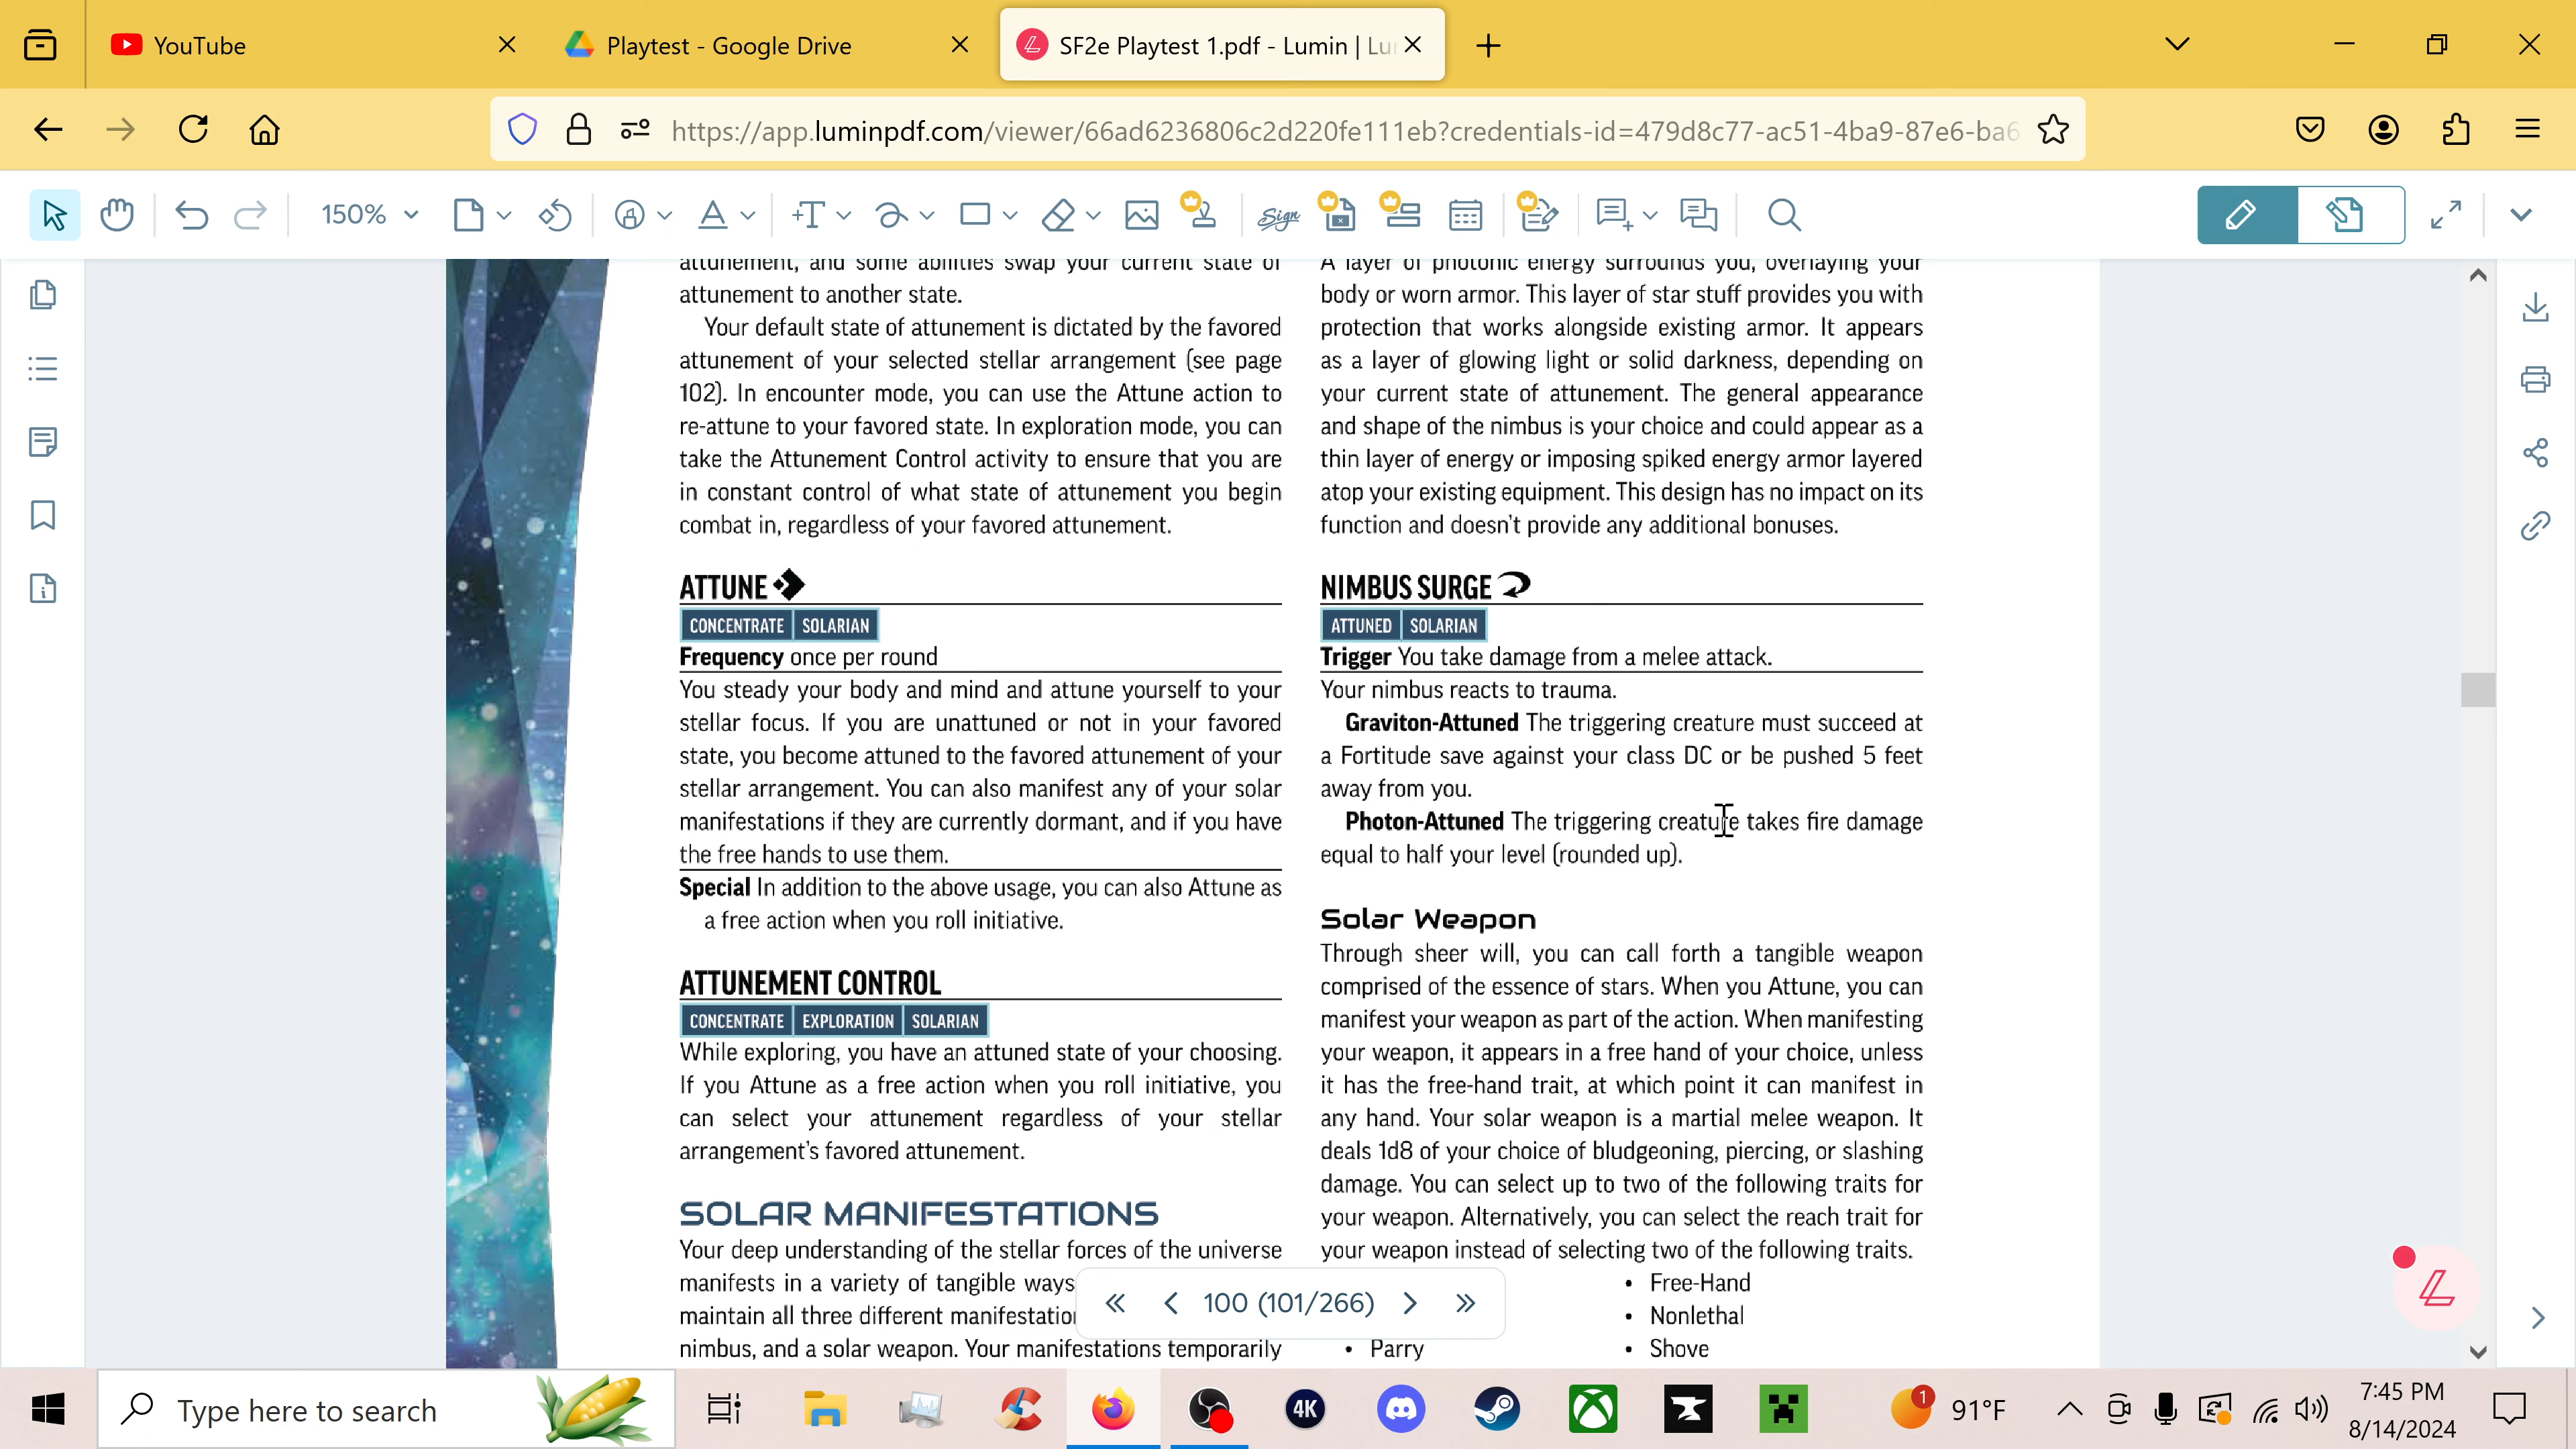 YouTube
Playtest - Google Drive
SF2e Playtest 1.pdf - Lumin | Lu
https://app.luminpdf.com/viewer/66ad6236806c2d220fe111eb?credentials-id=479d8c77-ac51-4ba9-87e6-ba6
150%
Sign
attunement, and some abilities swap your current state of
attunement to another state.
Your default state of attunement is dictated by the favored
attunement of your selected stellar arrangement (see page
102). In encounter mode, you can use the Attune action to
re-attune to your favored state. In exploration mode, you can
take the Attunement Control activity to ensure that you are
in constant control of what state of attunement you begin
combat in, regardless of your favored attunement.
ATTUNE
CONCENTRATE SOLARIAN
Frequency once per round
You steady your body and mind and attune yourself to your
stellar focus. If you are unattuned or not in your favored
state, you become attuned to the favored attunement of your
stellar arrangement. You can also manifest any of your solar
manifestations if they are currently dormant, and if you have
the free hands to use them.
Special In addition to the above usage, you can also Attune as
a free action when you roll initiative.
ATTUNEMENT CONTROL
CONCENTRATE EXPLORATION SOLARIAN
While exploring, you have an attuned state of your choosing.
If you Attune as a free action when you roll initiative, you
can select your attunement regardless of your stellar
arrangement's favored attunement.
SOLAR MANIFESTATIONS
Your deep understanding of the stellar forces of the universe
manifests in a variety of tangible ways
maintain all three different manifestatio
nimbus, and a solar weapon. Your manifestations temporarily
A layer of photonic energy surrounds you, overlaying your
body or worn armor. This layer of star stuff provides you with
protection that works alongside existing armor. It appears
as a layer of glowing light or solid darkness, depending on
your current state of attunement. The general appearance
and shape of the nimbus is your choice and could appear as a
thin layer of energy or imposing spiked energy armor layered
atop your existing equipment. This design has no impact on its
function and doesn't provide any additional bonuses.
NIMBUS SURGE
ATTUNED SOLARIAN
Trigger You take damage from a melee attack.
Your nimbus reacts to trauma.
Graviton-Attuned The triggering creature must succeed at
a Fortitude save against your class DC or be pushed 5 feet
away from you.
Photon-Attuned The triggering creature takes fire damage
equal to half your level (rounded up).
Solar Weapon
Through sheer will, you can call forth a tangible weapon
comprised of the essence of stars. When you Attune, you can
manifest your weapon as part of the action. When manifesting
your weapon, it appears in a free hand of your choice, unless
it has the free-hand trait, at which point it can manifest in
any hand. Your solar weapon is a martial melee weapon. It
deals 1d8 of your choice of bludgeoning, piercing, or slashing
damage. You can select up to two of the following traits for
your weapon. Alternatively, you can select the reach trait for
your weapon instead of selecting two of the following traits.
• Free-Hand
• Nonlethal
• Parry
• Shove
100 (101/266)
Type here to search
4K
1
91°F
7:45 PM
8/14/2024